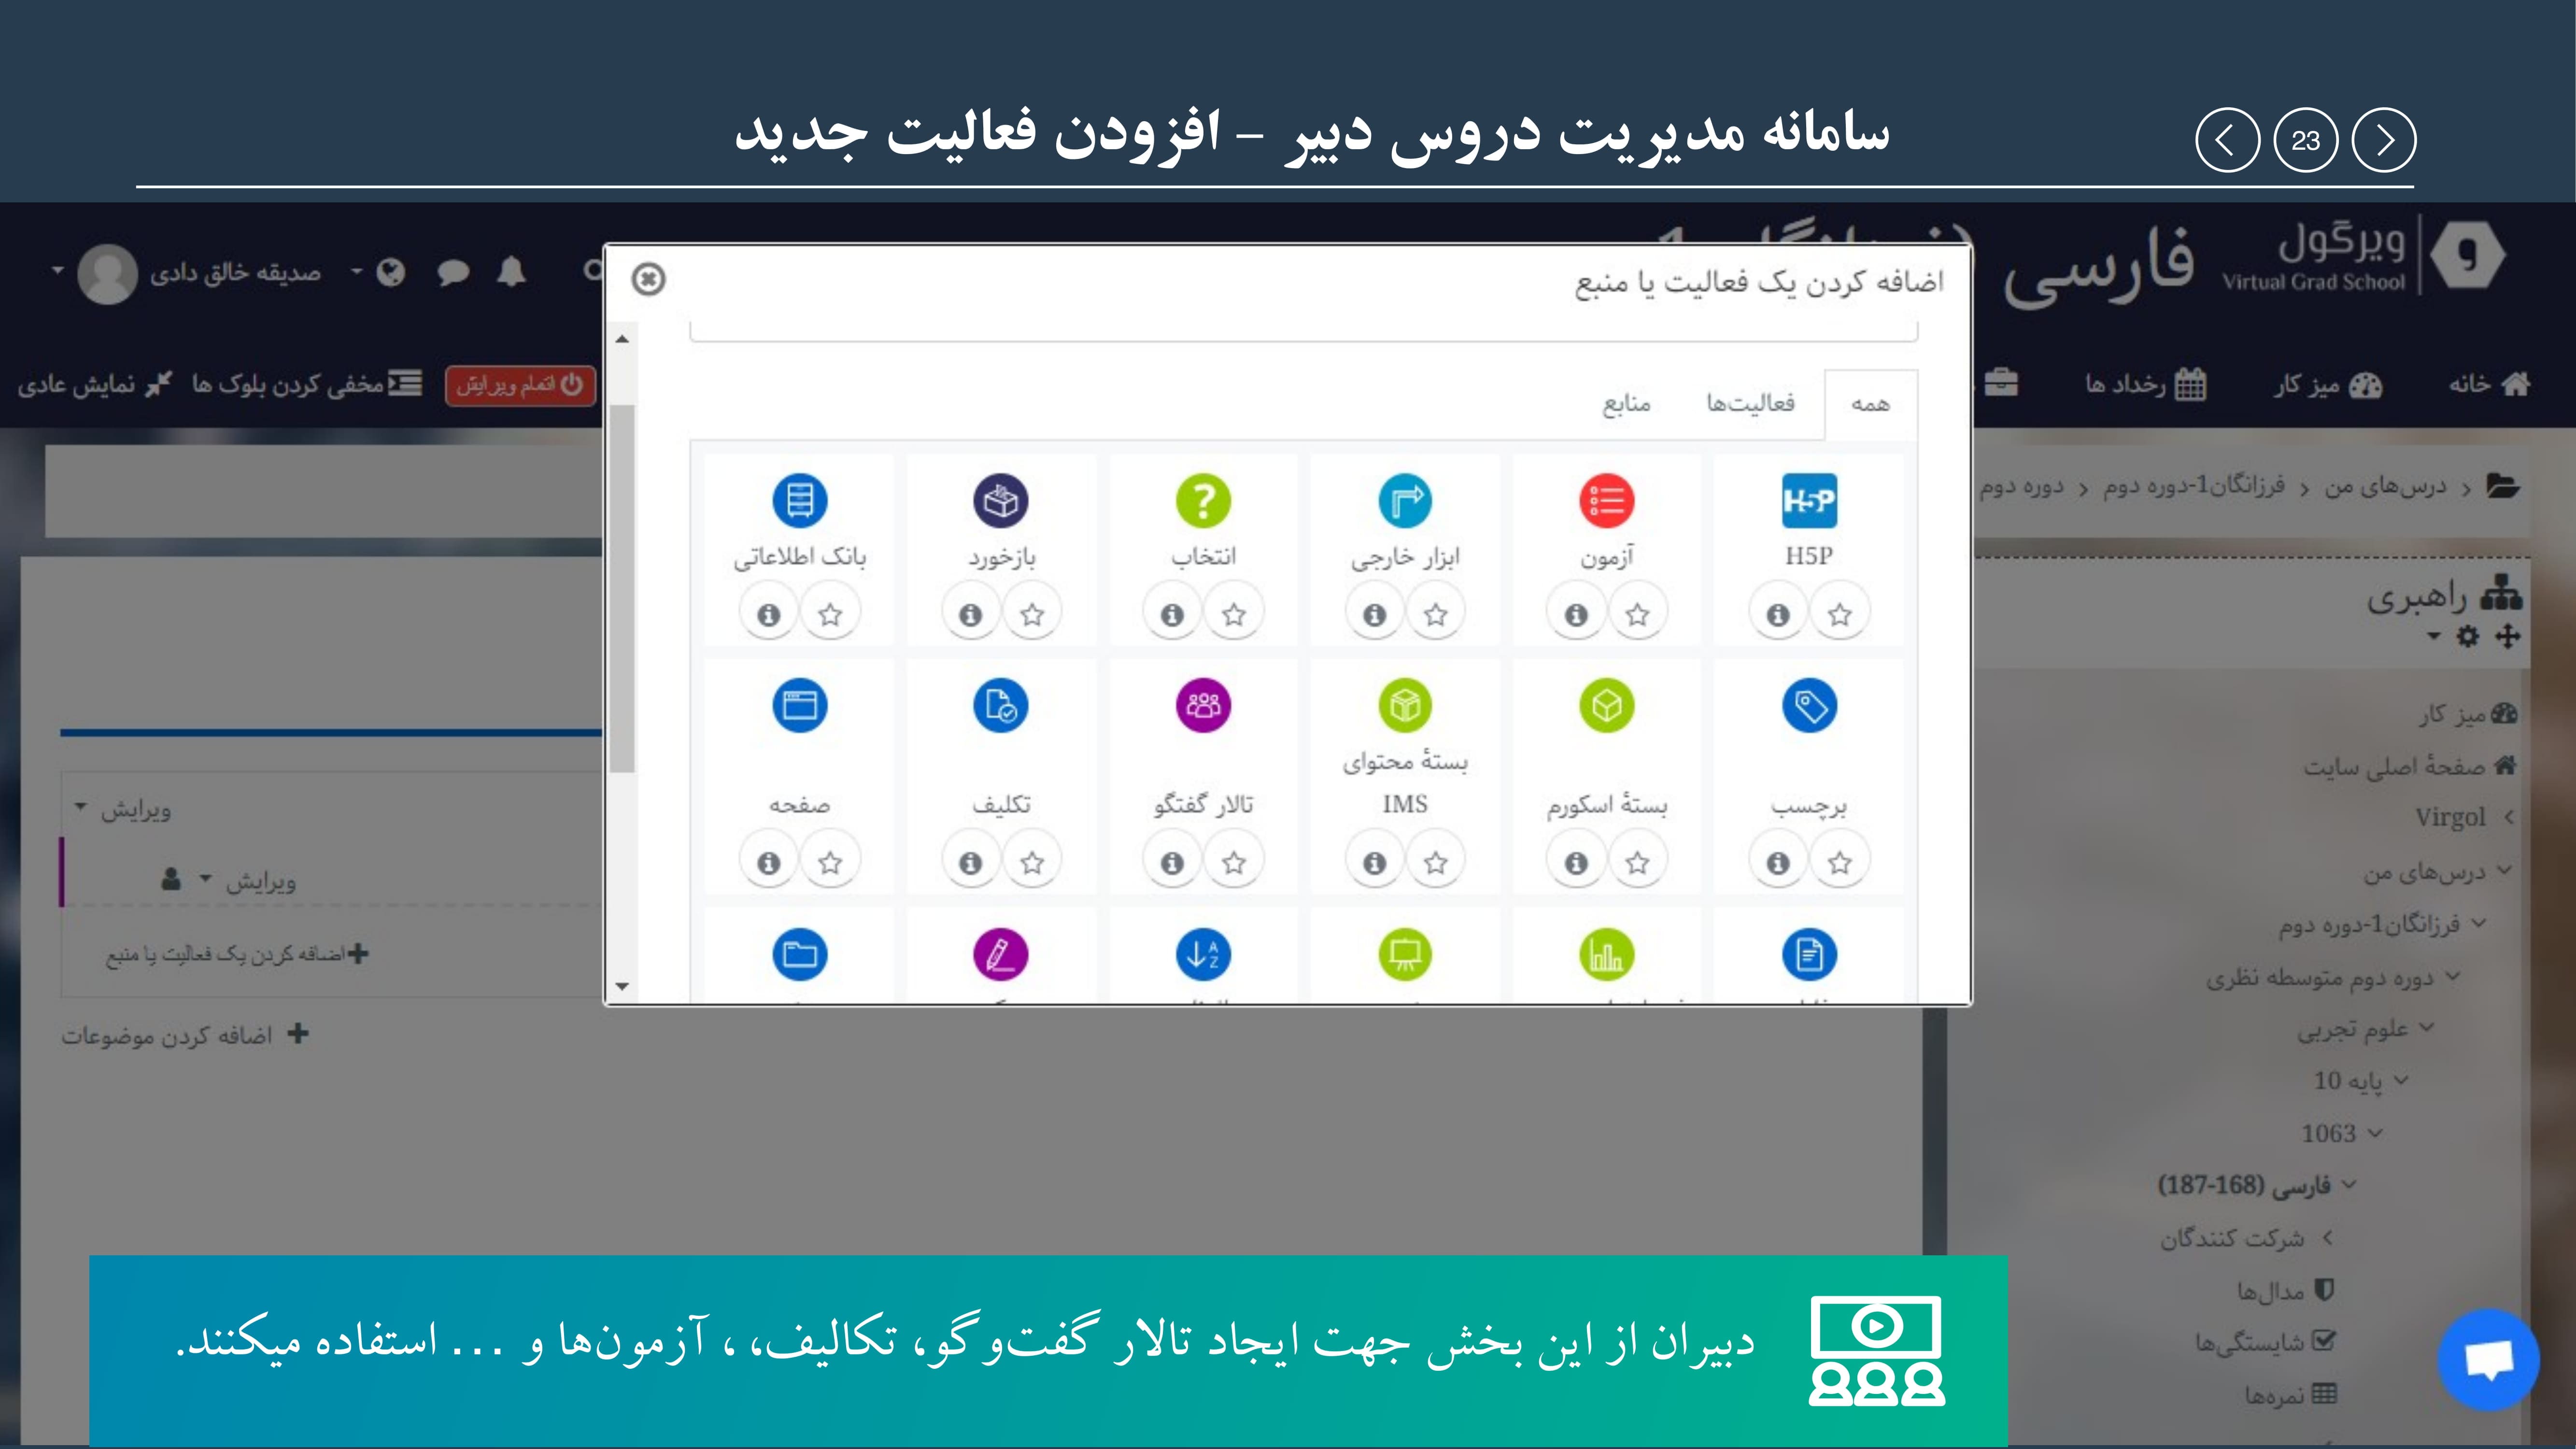 سامانه مدیریت دروس دبیر – افزودن فعالیت جدید
23
ویرگول
Virtual Grad School
فارسی
صدیقه خالق دادی
خانه
میز کار
رخداد ها
اتمام ویرایش
مخفی کردن بلوک ها
نمایش عادی
اضافه کردن یک فعالیت یا منبع
همه
فعالیت‌ها
منابع
H5P
آزمون
ابزار خارجی
انتخاب
بازخورد
بانک اطلاعاتی
برچسب
بستهٔ اسکورم
بستهٔ محتوای
IMS
تالار گفتگو
تکلیف
صفحه
درس‌های من › فرزانگان1-دوره دوم › دوره دوم
راهبری
میز کار
صفحهٔ اصلی سایت
Virgol
درس‌های من
فرزانگان1-دوره دوم
دوره دوم متوسطه نظری
علوم تجربی
پایه 10
1063
فارسی (168-187)
شرکت کنندگان
مدال‌ها
شایستگی‌ها
نمره‌ها
ویرایش
ویرایش
اضافه کردن یک فعالیت یا منبع
اضافه کردن موضوعات
دبیران از این بخش جهت ایجاد تالار گفت‌و گو، تکالیف، ، آزمون‌ها و ... استفاده میکنند.